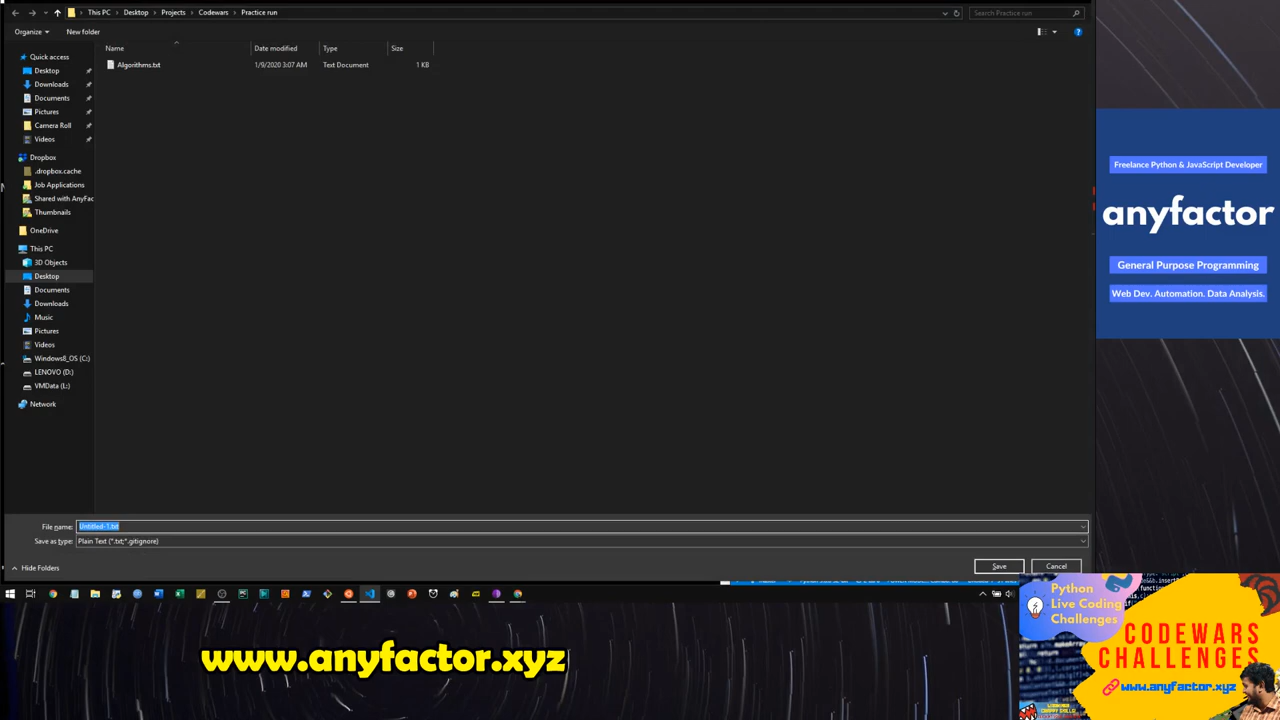 This PC > Desktop > Projects > Codewars > Practice run
Search Practice run
Organize
New folder
Name
Date modified
Type
Size
Algorithms.txt
1/9/2020 3:07 AM
Text Document
1 KB
Quick access
Desktop
Downloads
Documents
Pictures
Camera Roll
Videos
Dropbox
.dropbox.cache
Job Applications
Shared with AnyFac
Thumbnails
OneDrive
This PC
3D Objects
Desktop
Documents
Downloads
Music
Pictures
Videos
Windows8_OS (C:)
LENOVO (D:)
VMData (L:)
Network
File name:
Untitled-1.txt
Save as type:
Plain Text (*.txt;*.gitignore)
Hide Folders
Save
Cancel
Freelance Python & JavaScript Developer
anyfactor
General Purpose Programming
Web Dev. Automation. Data Analysis.
www.anyfactor.xyz
Python
Live Coding
Challenges
CODEWARS
CHALLENGES
www.anyfactor.xyz